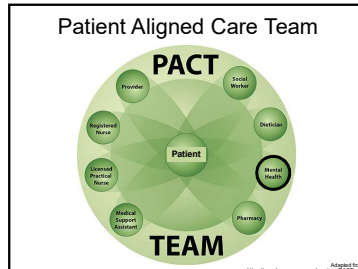 Patient Aligned Care Team
PACT
Provider
Social
Worker
Registered
Nurse
Dietician
Patient
Licensed
Practical
Nurse
Mental
Health
Medical
Support
Assistant
Pharmacy
TEAM
Adapted from